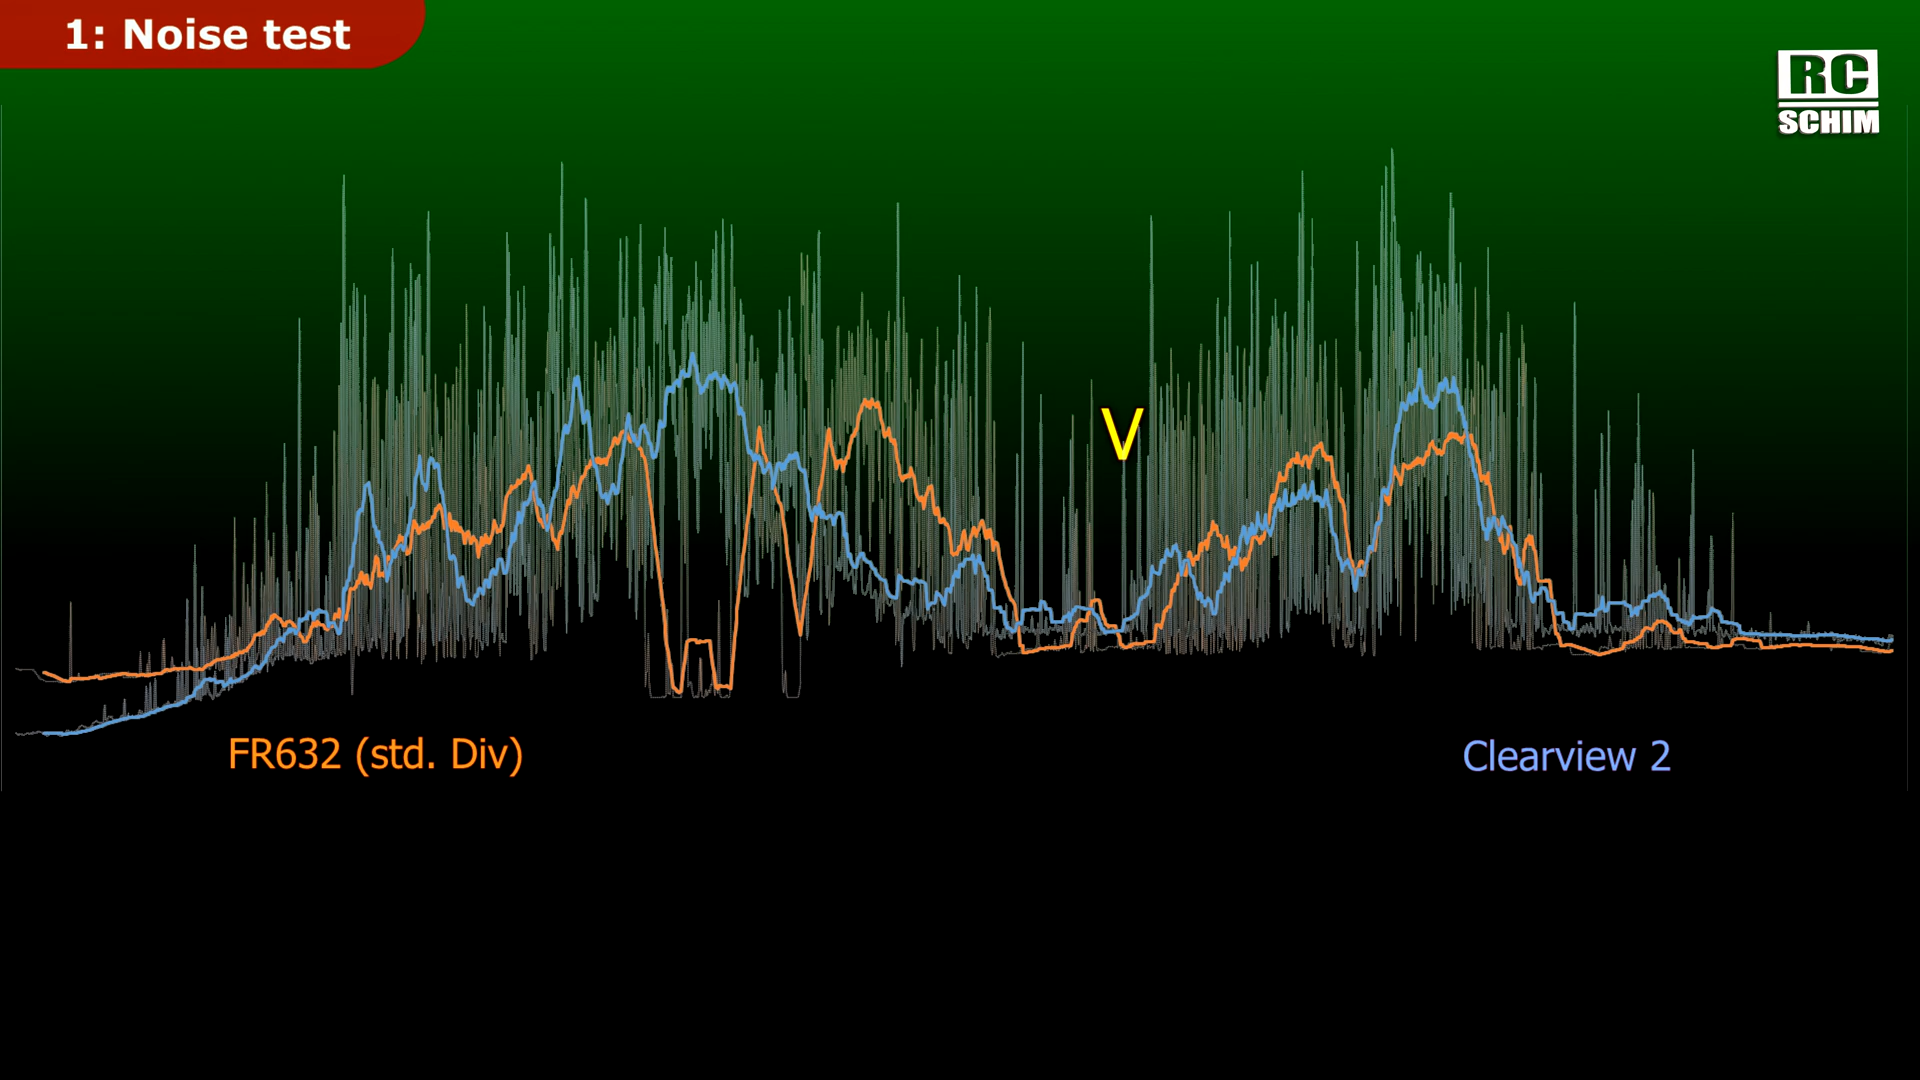 1: Noise test
RC
SCHIM
V
FR632 (std. Div)
Clearview 2